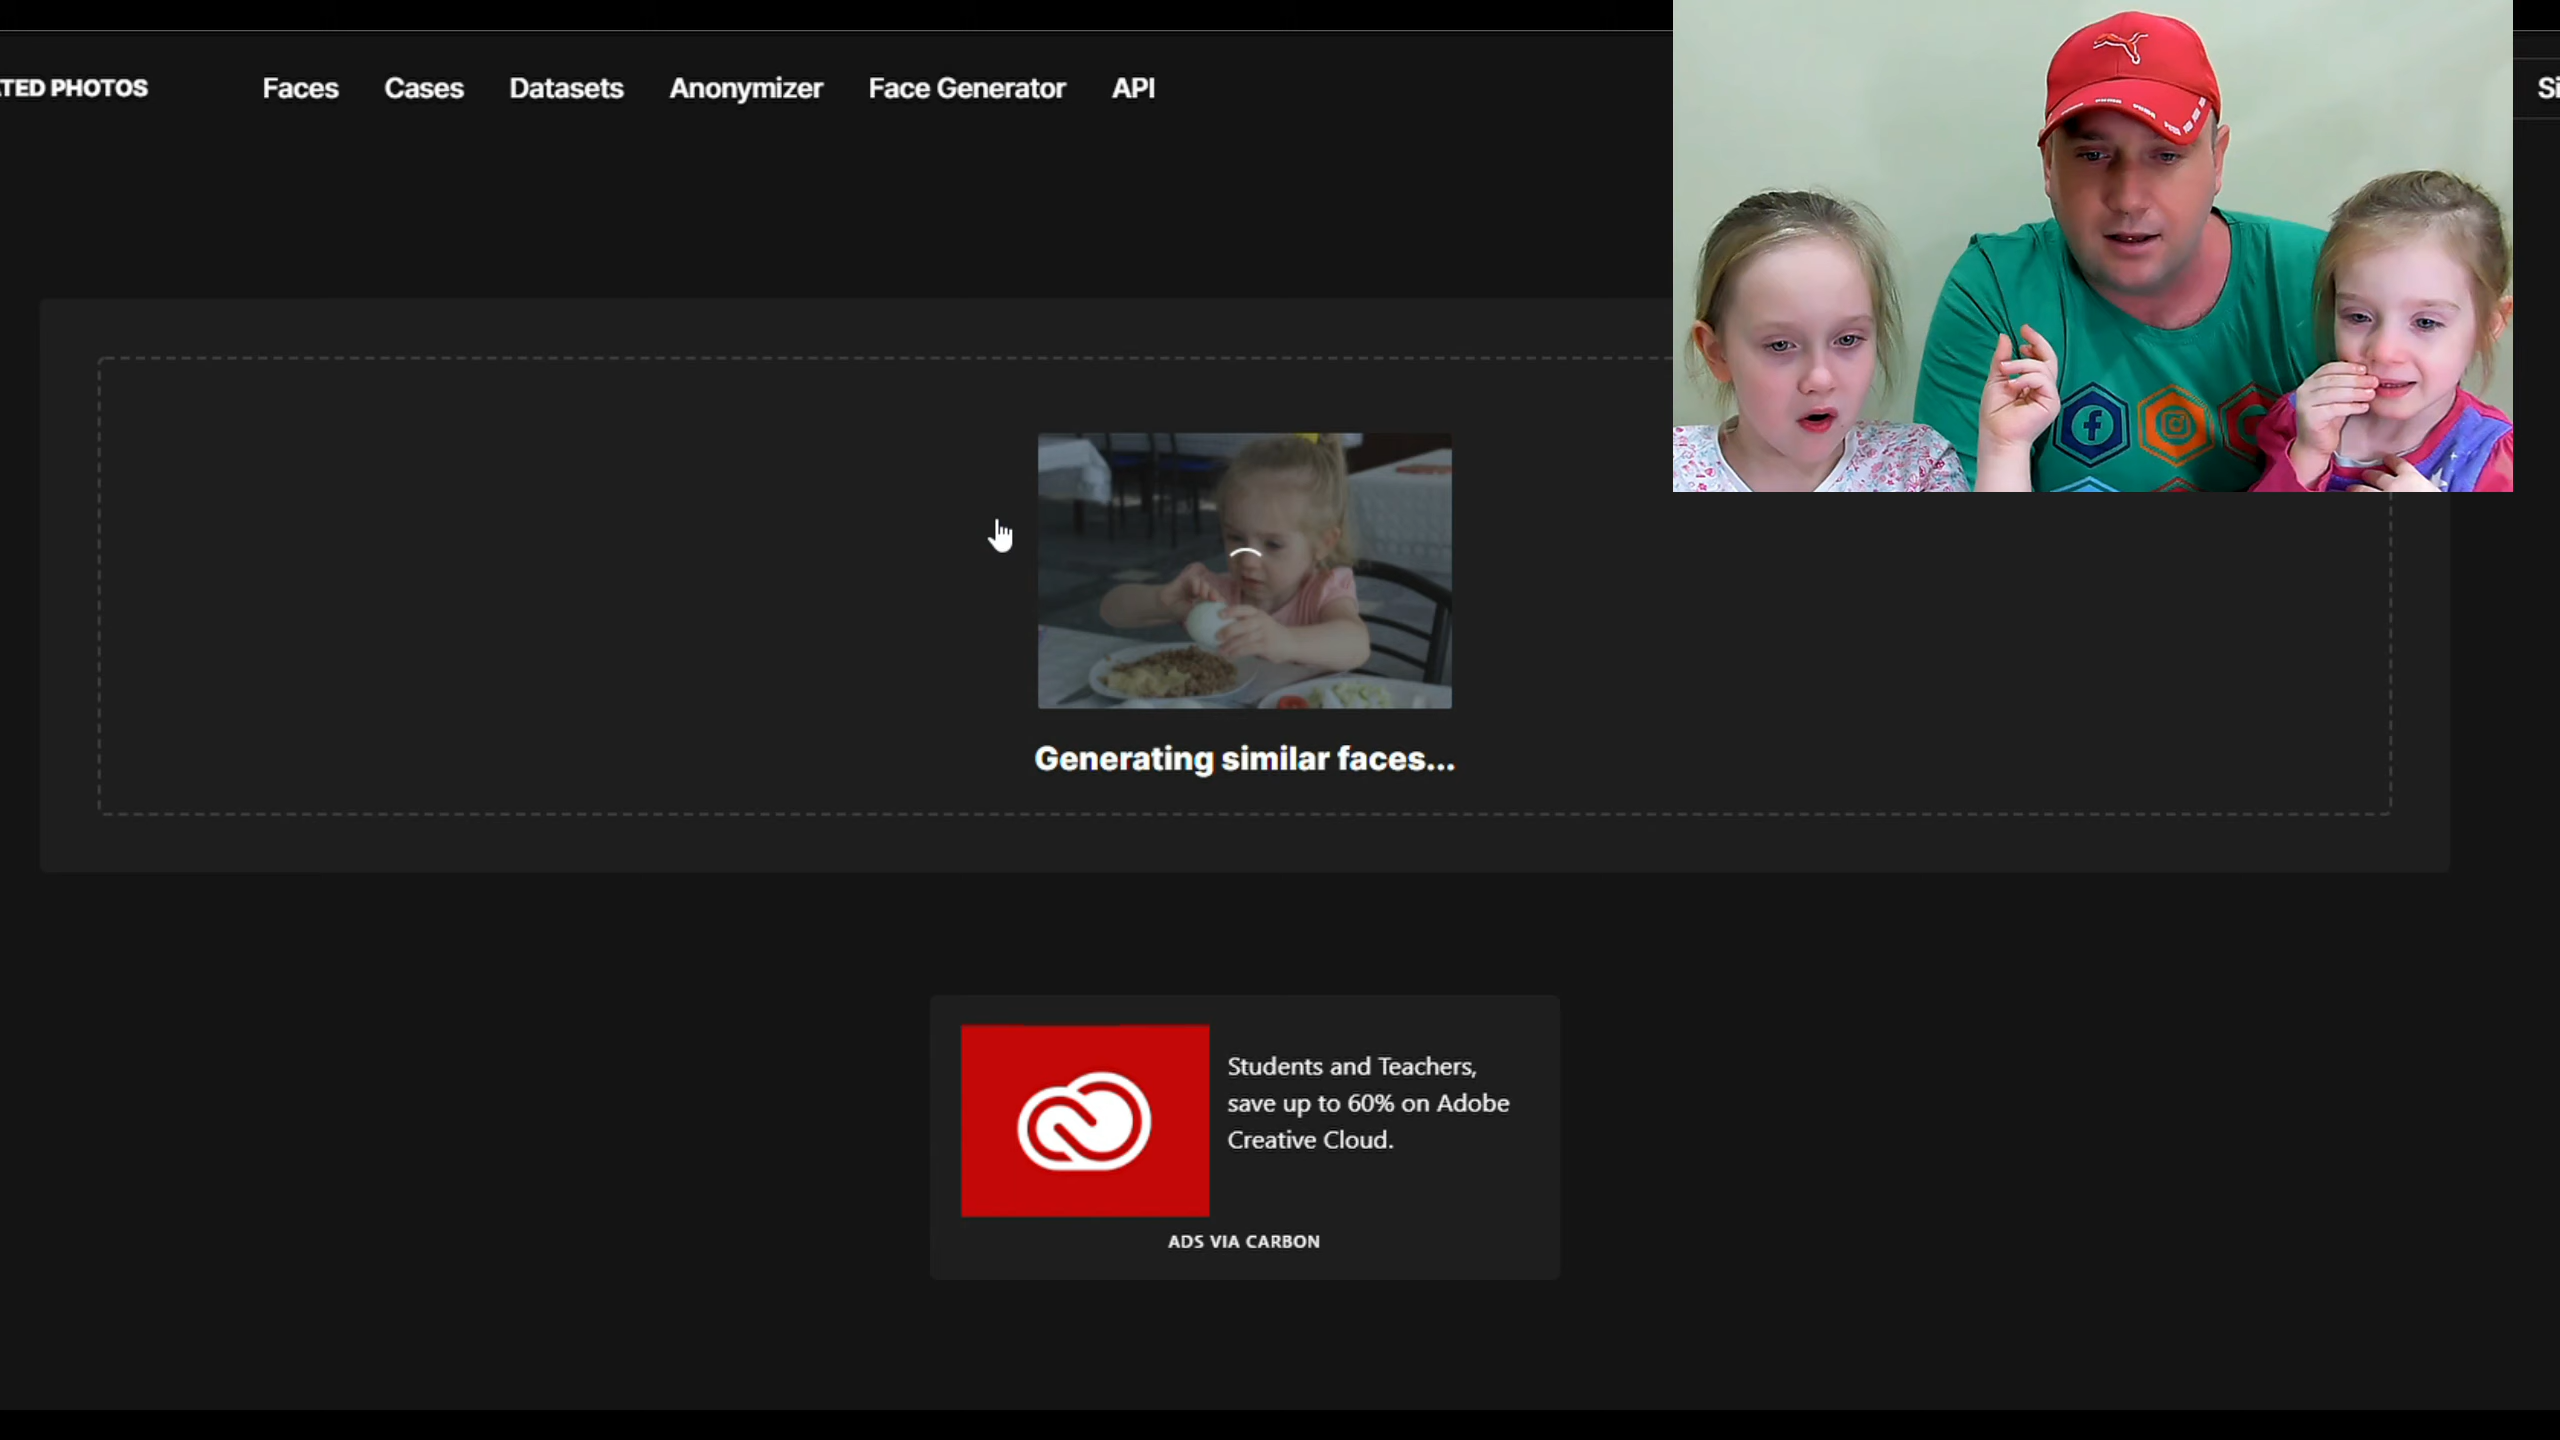 TED PHOTOS
Faces
Cases
Datasets
Anonymizer
Face Generator
API
Si
Generating similar faces...
Students and Teachers,
save up to 60% on Adobe
Creative Cloud.
ADS VIA CARBON